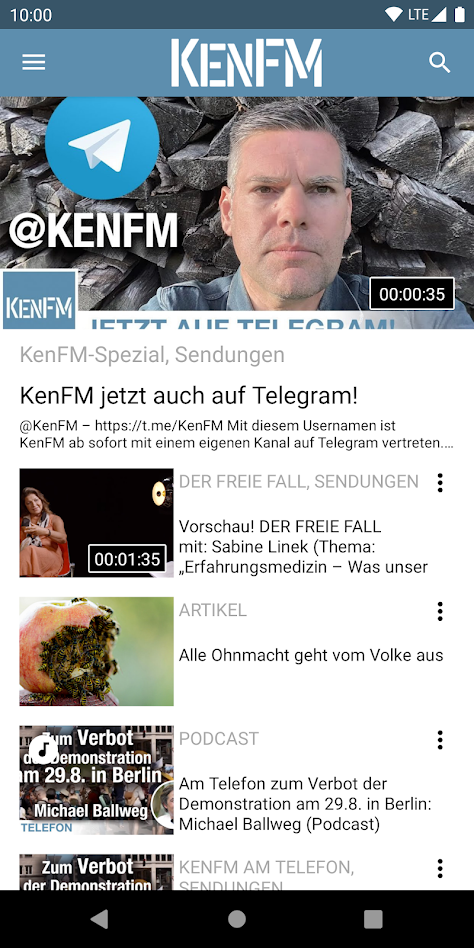 10:00
LTE
KENFM
@KENFM
00:00:35
KENFM
JETZT AUF TELEGRAM!
KenFM-Spezial, Sendungen
KenFM jetzt auch auf Telegram!
@KenFM – https://t.me/KenFM Mit diesem Usernamen ist
KenFM ab sofort mit einem eigenen Kanal auf Telegram vertreten....
00:01:35
DER FREIE FALL, SENDUNGEN
Vorschau! DER FREIE FALL
mit: Sabine Linek (Thema:
„Erfahrungsmedizin – Was unser
ARTIKEL
Alle Ohnmacht geht vom Volke aus
Zum Verbot
der Demonstration
am 29.8. in Berlin
Michael Ballweg
TELEFON
PODCAST
Am Telefon zum Verbot der
Demonstration am 29.8. in Berlin:
Michael Ballweg (Podcast)
Zum Verbot
der Demonstration
KENFM AM TELEFON,
SENDUNGEN